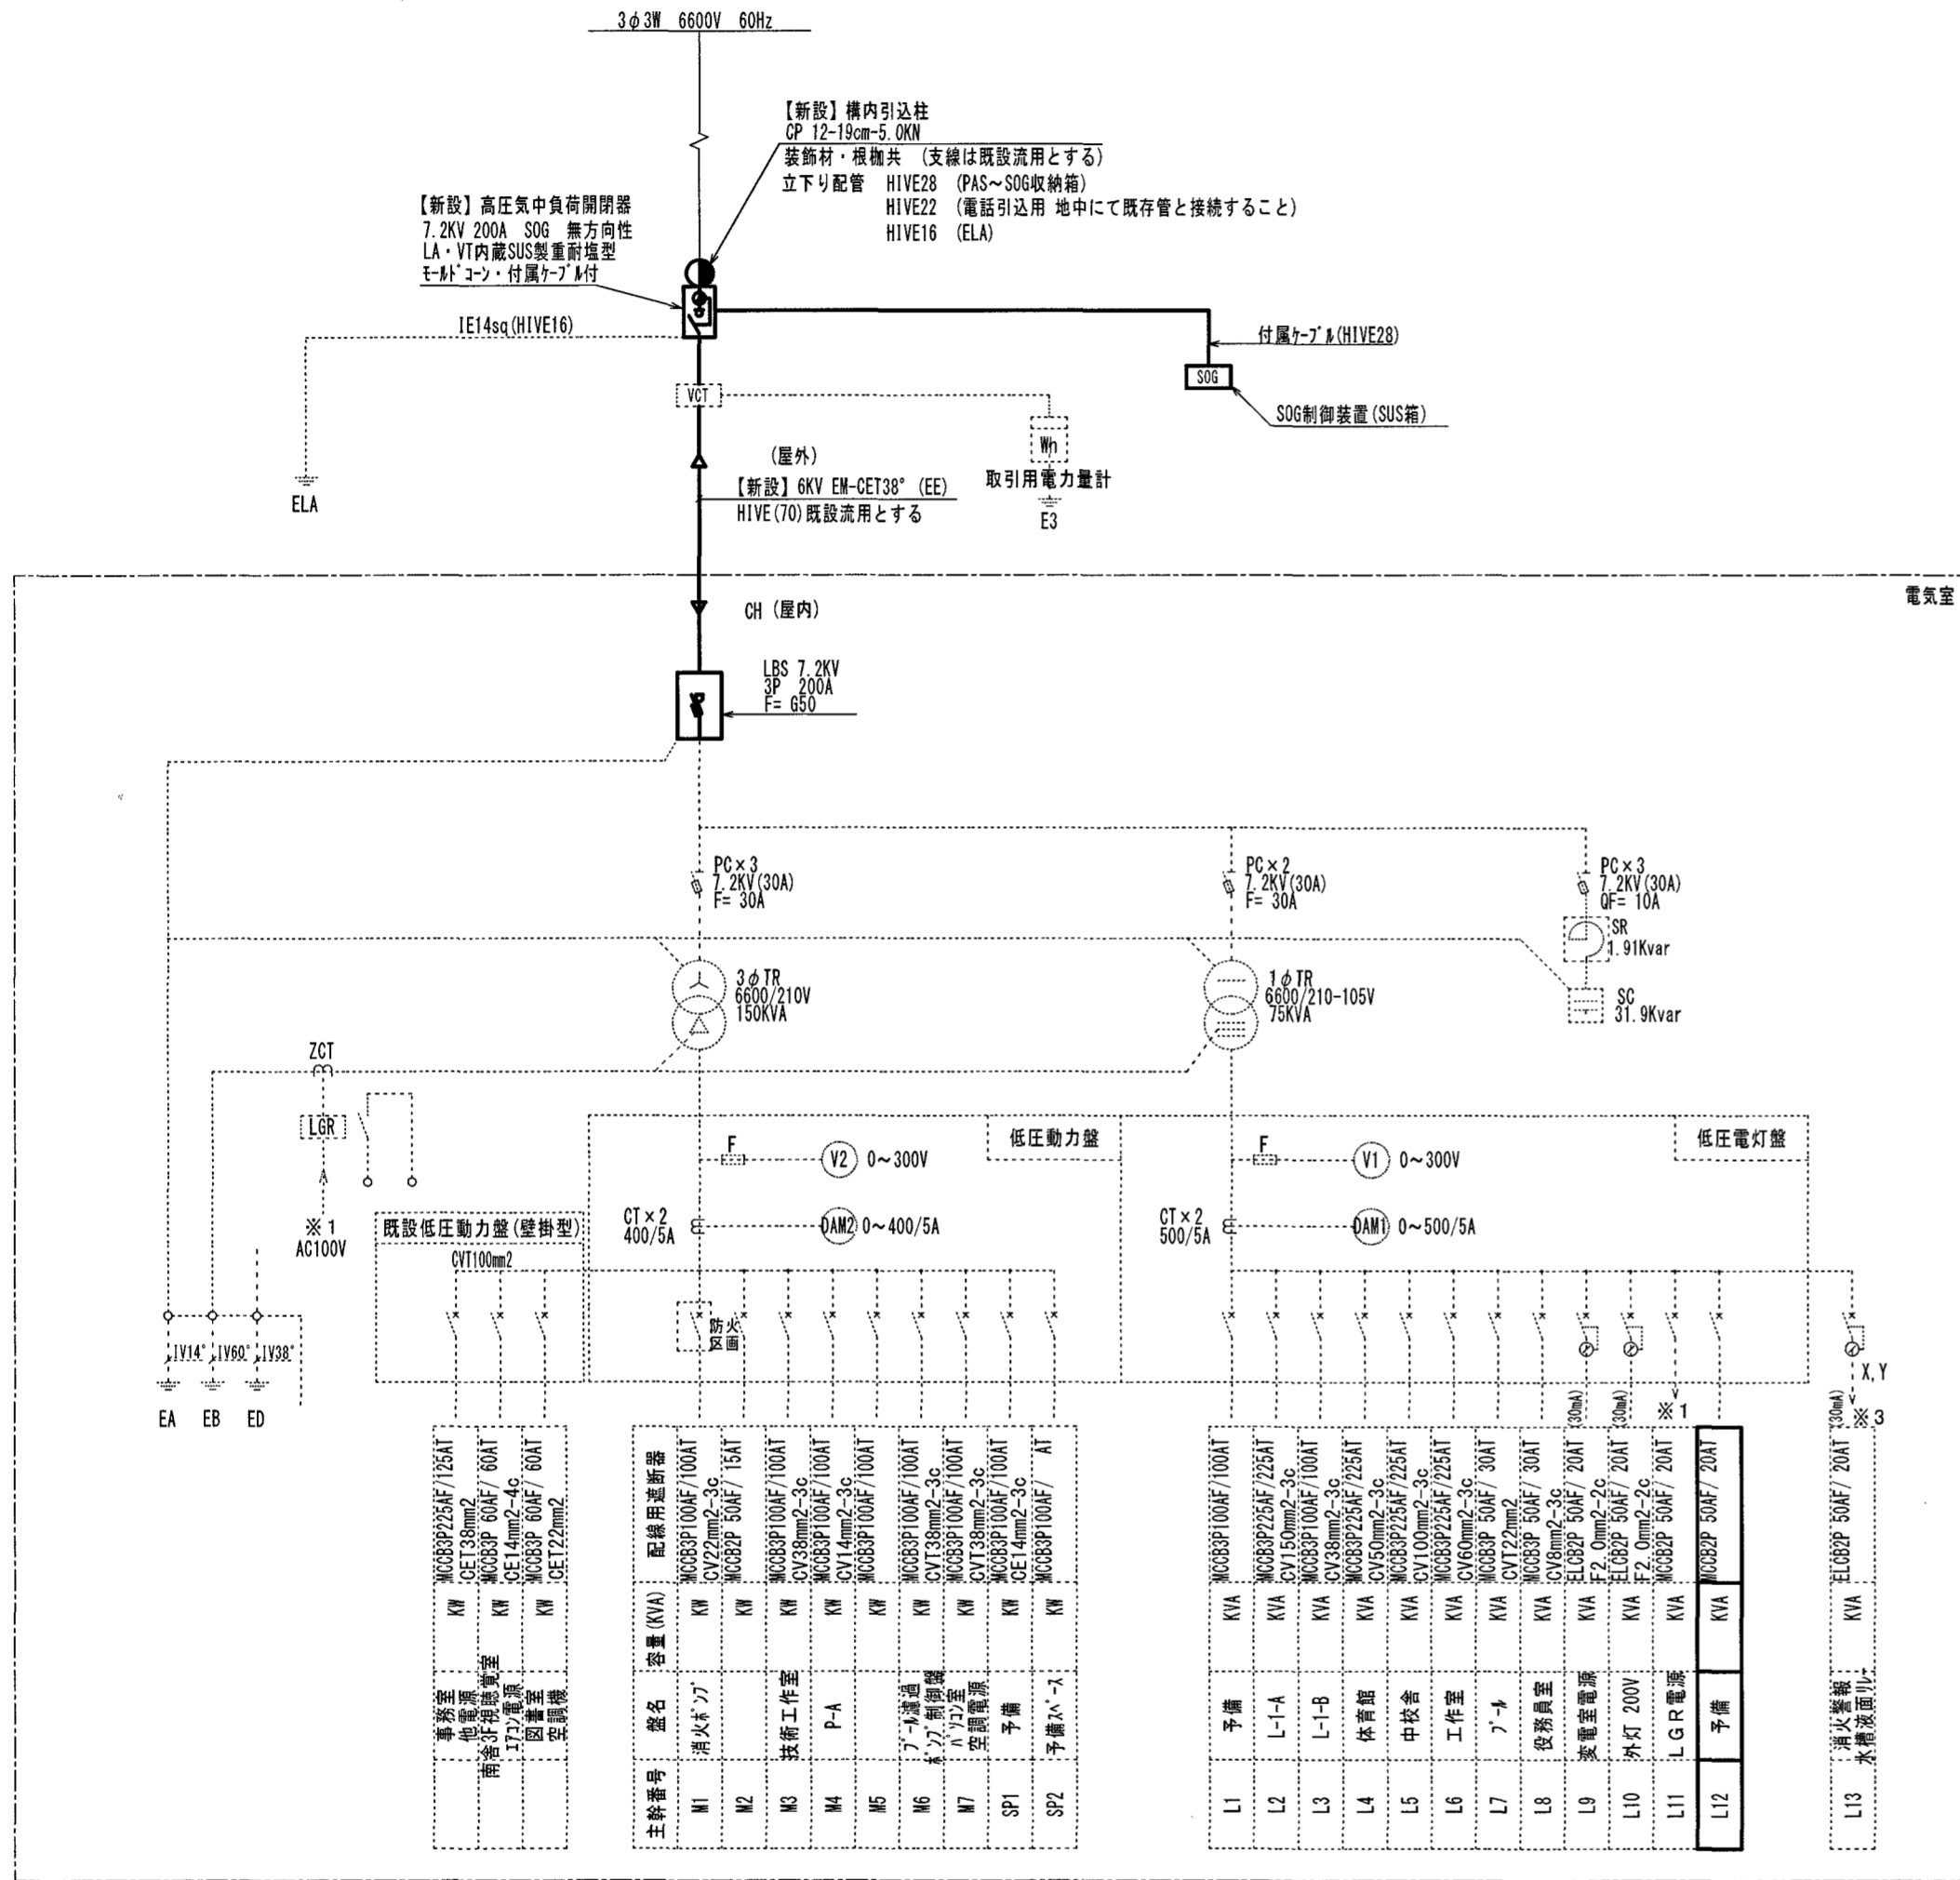 3φ3W 6600V 60Hz
【新設】構内引込柱
CP 12-19cm-5.0KN
装飾材・根枷共 (支線は既設流用とする)
立下り配管 HIVE28 (PAS～SOG収納箱)
HIVE22 (電話引込用 地中にて既存管と接続すること)
HIVE16 (ELA)
【新設】高圧気中負荷開閉器
7.2KV 200A SOG 無方向性
LA・VT内蔵SUS製重耐塩型
ﾓｰﾙﾄﾞｺｰﾝ・付属ｹｰﾌﾞﾙ付
IE14sq(HIVE16)
付属ｹｰﾌﾞﾙ(HIVE28)
SOG
SOG制御装置(SUS箱)
VCT
Wh
取引用電力量計
E3
ELA
(屋外)
【新設】6KV EM-CET38° (EE)
HIVE(70)既設流用とする
電気室
CH (屋内)
LBS 7.2KV
3P 200A
F= G50
PC×3
7.2KV(30A)
F= 30A
PC×2
7.2KV(30A)
F= 30A
PC×3
7.2KV(30A)
QF= 10A
SR
1.91Kvar
SC
31.9Kvar
3φTR
6600/210V
150KVA
1φTR
6600/210-105V
75KVA
ZCT
LGR
※1
AC100V
低圧動力盤
F
V2 0～300V
CT×2
400/5A
DAM2 0～400/5A
低圧電灯盤
F
V1 0～300V
CT×2
500/5A
DAM1 0～500/5A
既設低圧動力盤(壁掛型)
CVT100mm2
防火
区画
IV14° IV60° IV38°
EA EB ED
X,Y
※1
※3
MCCB3P225AF/125AT
CET38mm2
KW
事務室
他電源
MCCB3P 60AF/ 60AT
CE14mm2-4c
KW
南舎3F視聴覚室
ｴｱｺﾝ電源
MCCB3P 60AF/ 60AT
CET22mm2
KW
図書室
空調機
配線用遮断器
容量(KVA)
盤名
主幹番号
MCCB3P100AF/100AT
CV22mm2-3c
KW
消火ﾎﾟﾝﾌﾟ
M1
MCCB2P 50AF/ 15AT
KW
M2
MCCB3P100AF/100AT
CV38mm2-3c
KW
技術工作室
M3
MCCB3P100AF/100AT
CV14mm2-3c
KW
P-A
M4
MCCB3P100AF/100AT
KW
M5
MCCB3P100AF/100AT
CVT38mm2-3c
KW
ﾌﾟｰﾙ濾過
ﾎﾟﾝﾌﾟ制御盤
M6
MCCB3P100AF/100AT
CVT38mm2-3c
KW
ﾊﾟｿｺﾝ室
空調電源
M7
MCCB3P100AF/100AT
CE14mm2-3c
KW
予備
SP1
MCCB3P100AF/ AT
KW
予備ｽﾍﾟｰｽ
SP2
MCCB3P100AF/100AT
KVA
予備
L1
MCCB3P225AF/225AT
CV150mm2-3c
KVA
L-1-A
L2
MCCB3P100AF/100AT
CV38mm2-3c
KVA
L-1-B
L3
MCCB3P225AF/225AT
CV50mm2-3c
KVA
体育館
L4
MCCB3P225AF/225AT
CV100mm2-3c
KVA
中校舎
L5
MCCB3P225AF/225AT
CV60mm2-3c
KVA
工作室
L6
MCCB3P 50AF/ 30AT
CVT22mm2
KVA
ﾌﾟｰﾙ
L7
MCCB3P 50AF/ 30AT
CV8mm2-3c
KVA
役務員室
L8
(30mA)
ELCB2P 50AF/ 20AT
F2.0mm2-2c
KVA
変電室電源
L9
(30mA)
ELCB2P 50AF/ 20AT
F2.0mm2-2c
KVA
外灯 200V
L10
MCCB2P 50AF/ 20AT
KVA
LGR電源
L11
MCCB2P 50AF/ 20AT
KVA
予備
L12
(30mA)
ELCB2P 50AF/ 20AT
KVA
消火警報
水槽液面ﾘﾚｰ
L13